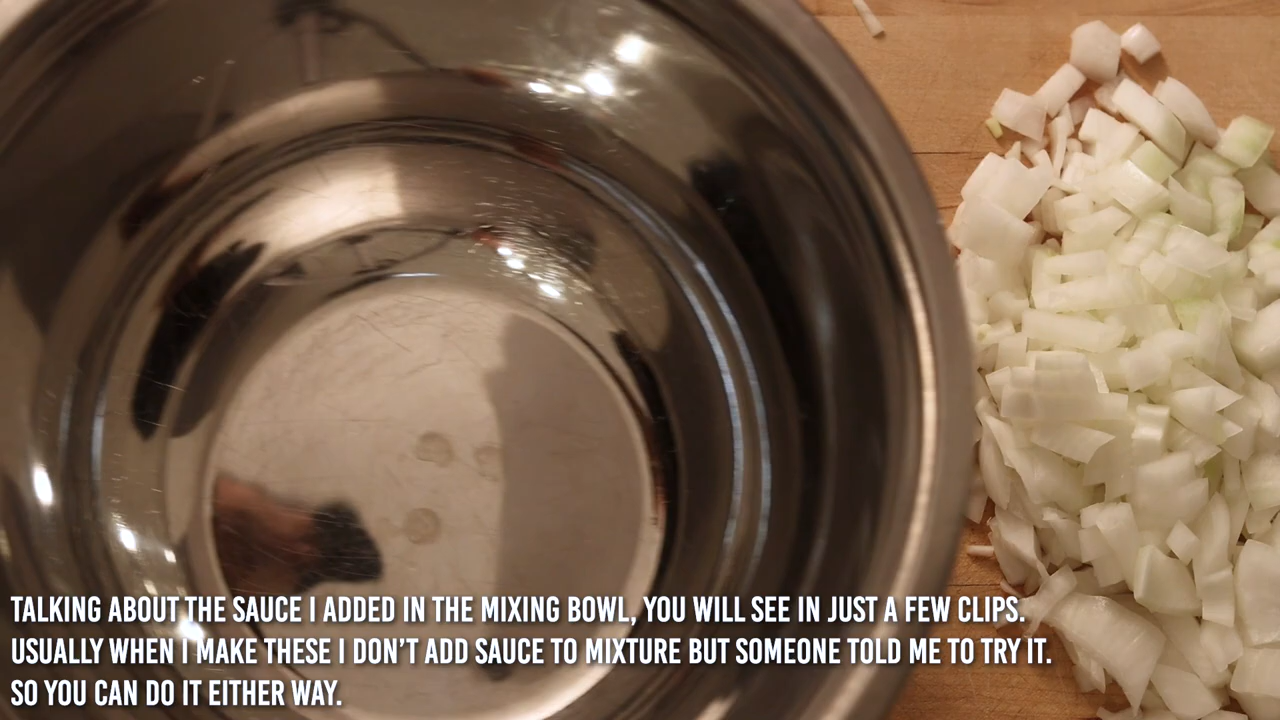 TALKING ABOUT THE SAUCE I ADDED IN THE MIXING BOWL, YOU WILL SEE IN JUST A FEW CLIPS.
USUALLY WHEN I MAKE THESE I DON'T ADD SAUCE TO MIXTURE BUT SOMEONE TOLD ME TO TRY IT.
SO YOU CAN DO IT EITHER WAY.